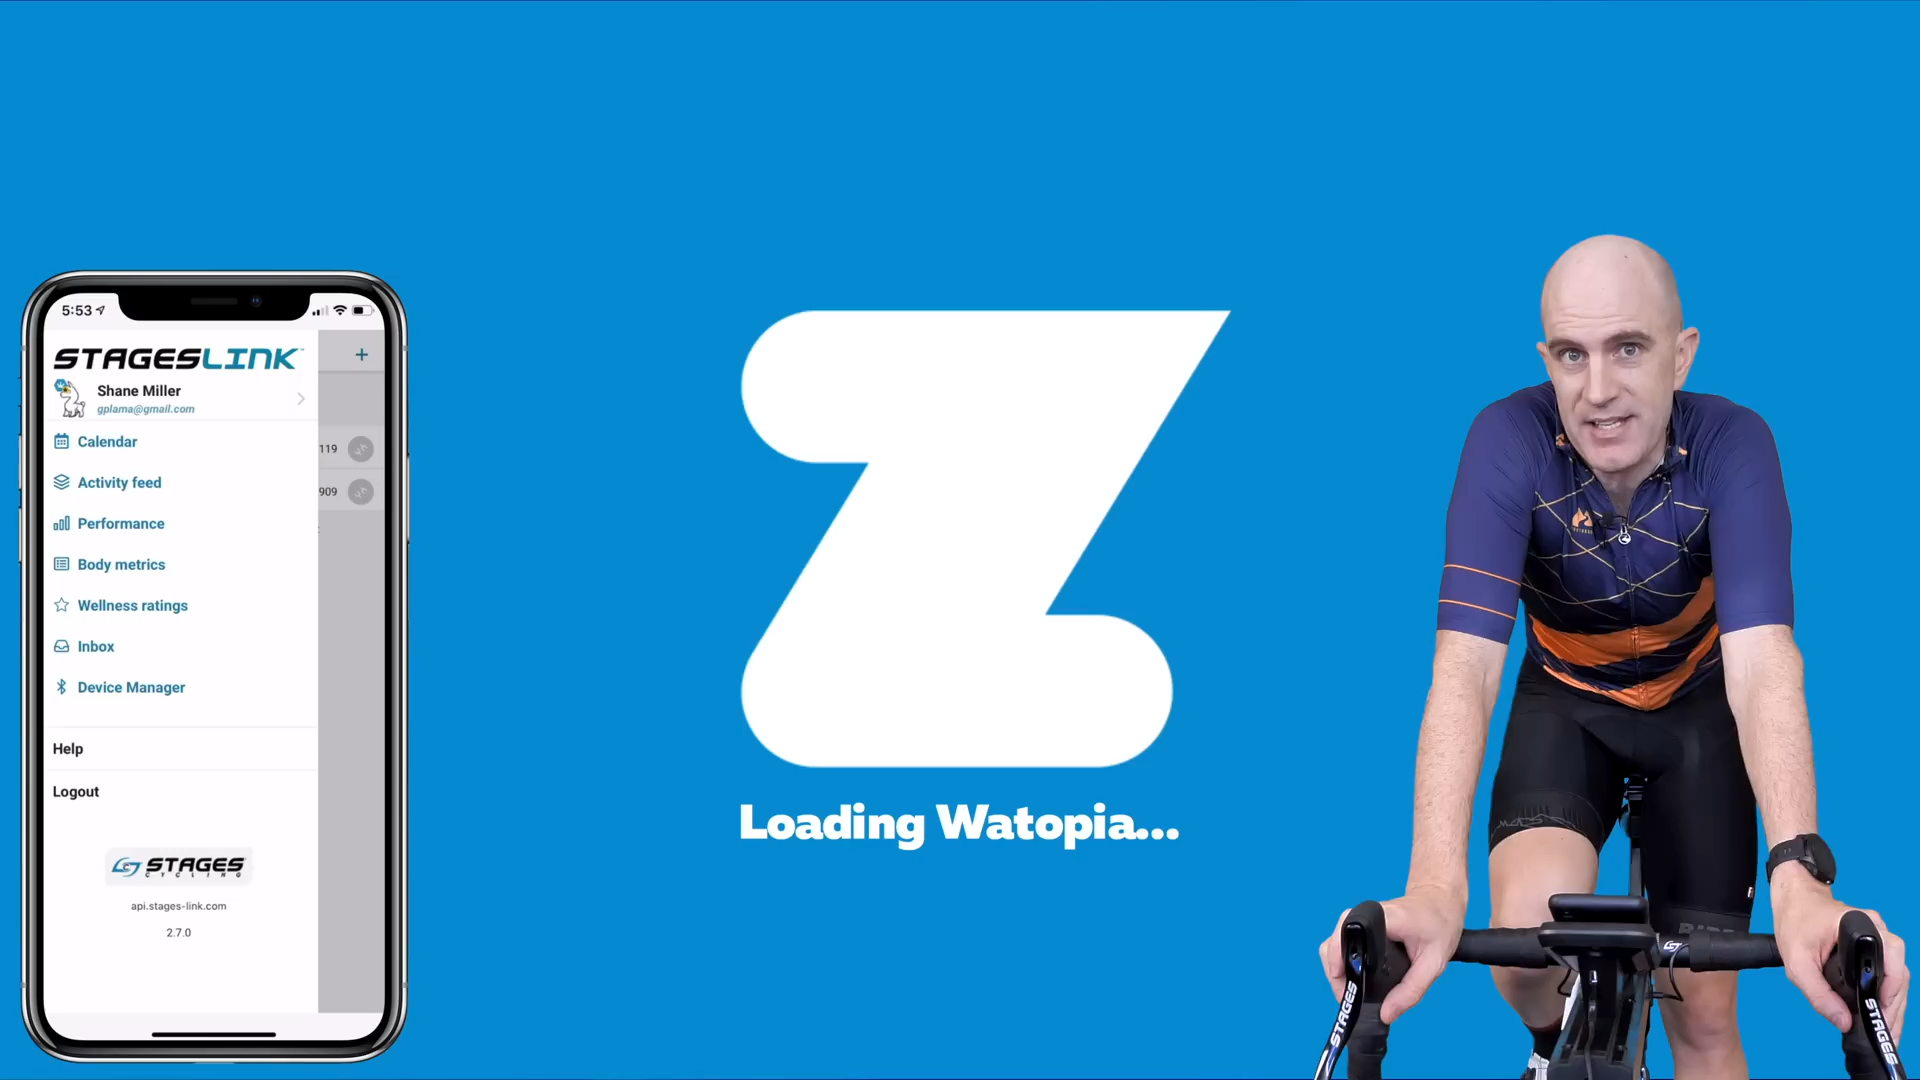 5:53
STAGESLINK
Shane Miller
gplama@gmail.com
119
Calendar
Activity feed
909
Performance
Body metrics
Wellness ratings
Inbox
Device Manager
Help
Logout
STAGES
CYCLING
api.stages-link.com
2.7.0
Loading Watopia...
STAGES
STAGES